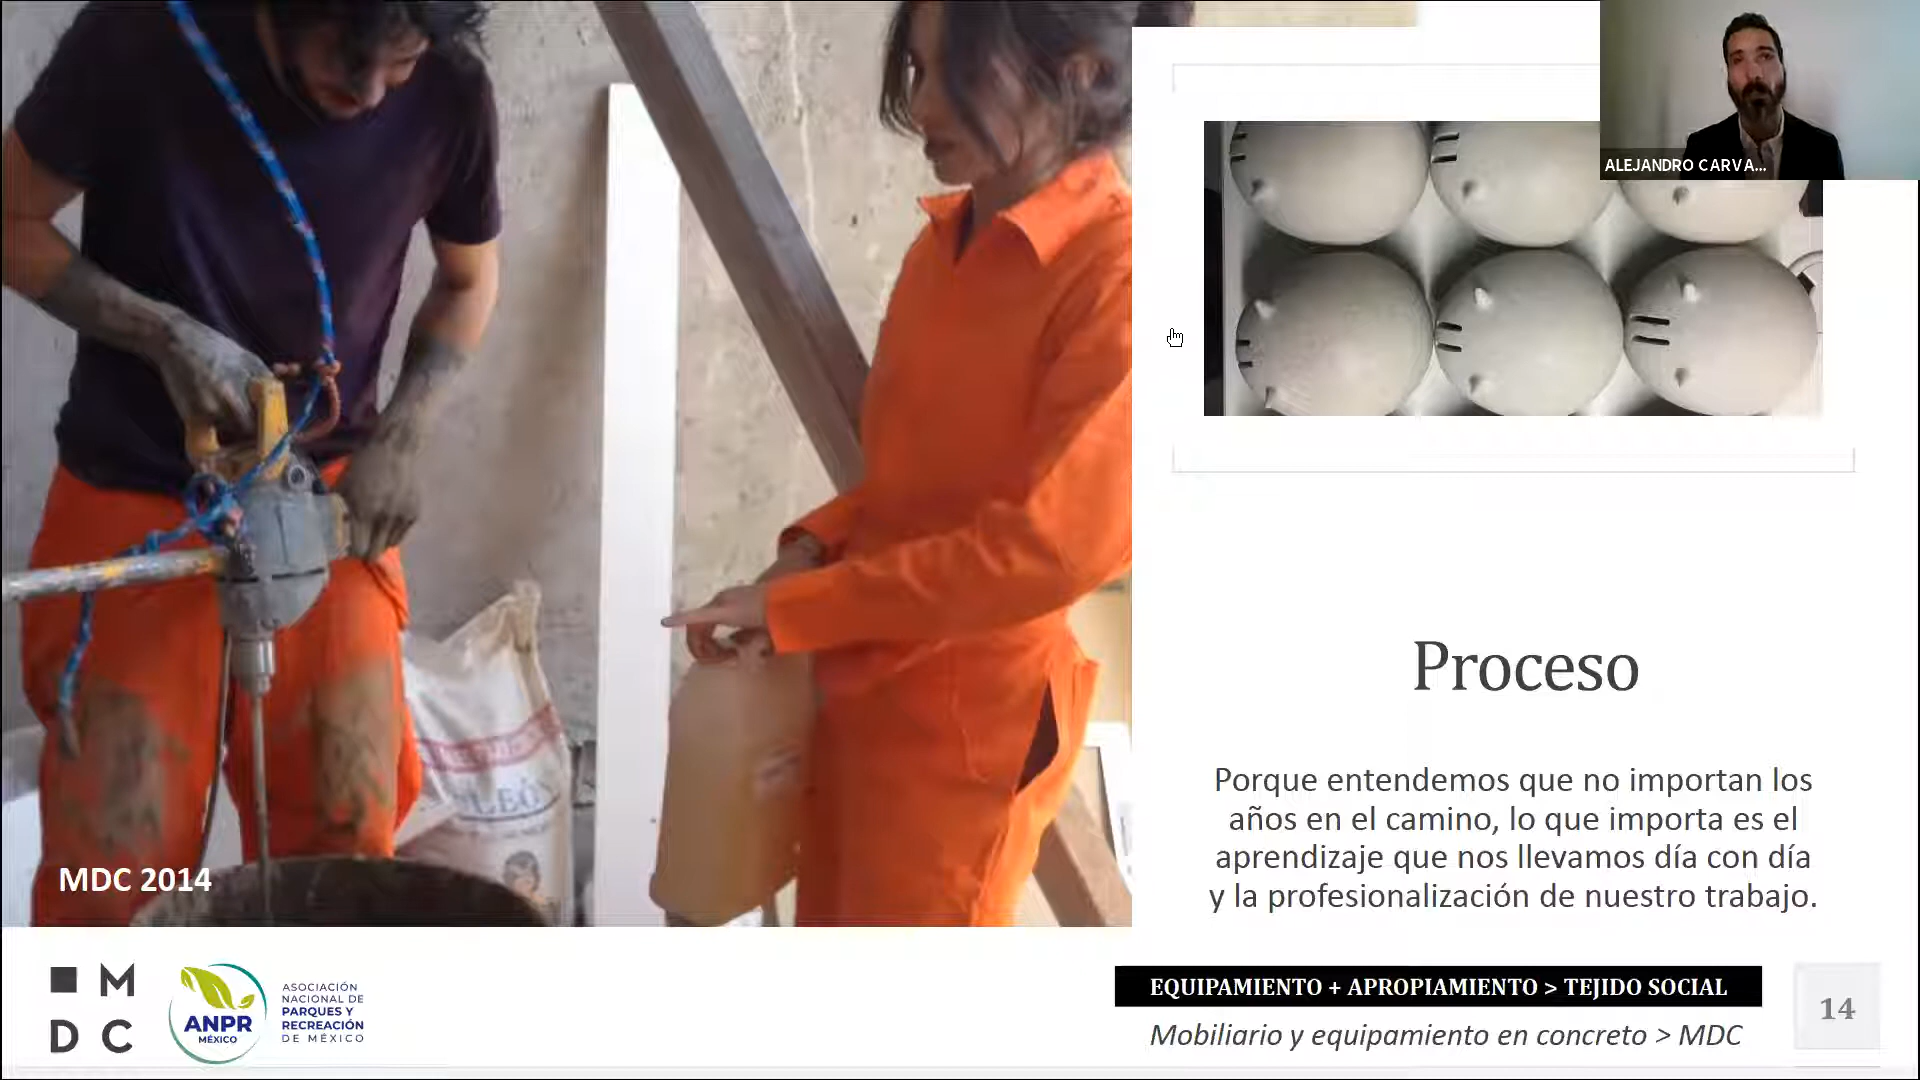 ALEJANDRO CARVA...
Proceso
Porque entendemos que no importan los
años en el camino, lo que importa es el
aprendizaje que nos llevamos día con día
y la profesionalización de nuestro trabajo.
MDC 2014
M
DC
ANPR
MÉXICO
ASOCIACIÓN
NACIONAL DE
PARQUES Y
RECREACIÓN
DE MÉXICO
EQUIPAMIENTO + APROPIAMIENTO > TEJIDO SOCIAL
Mobiliario y equipamiento en concreto > MDC
14